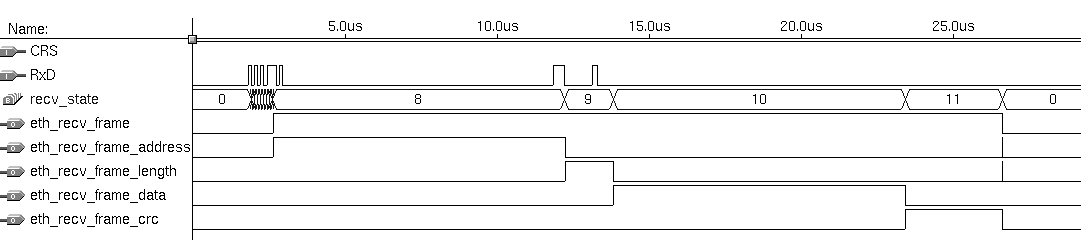 Name: 5.0us 10.0us 15.0us 20.0us 25.0us
CRS
RxD
recv_state 0 8 9 10 11 0
eth_recv_frame
eth_recv_frame_address
eth_recv_frame_length
eth_recv_frame_data
eth_recv_frame_crc